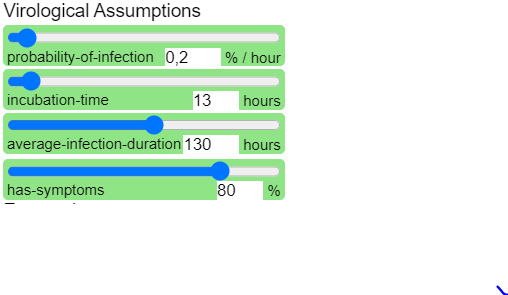 Virological Assumptions
probability-of-infection 0,2 % / hour
incubation-time 13 hours
average-infection-duration 130 hours
has-symptoms 80 %